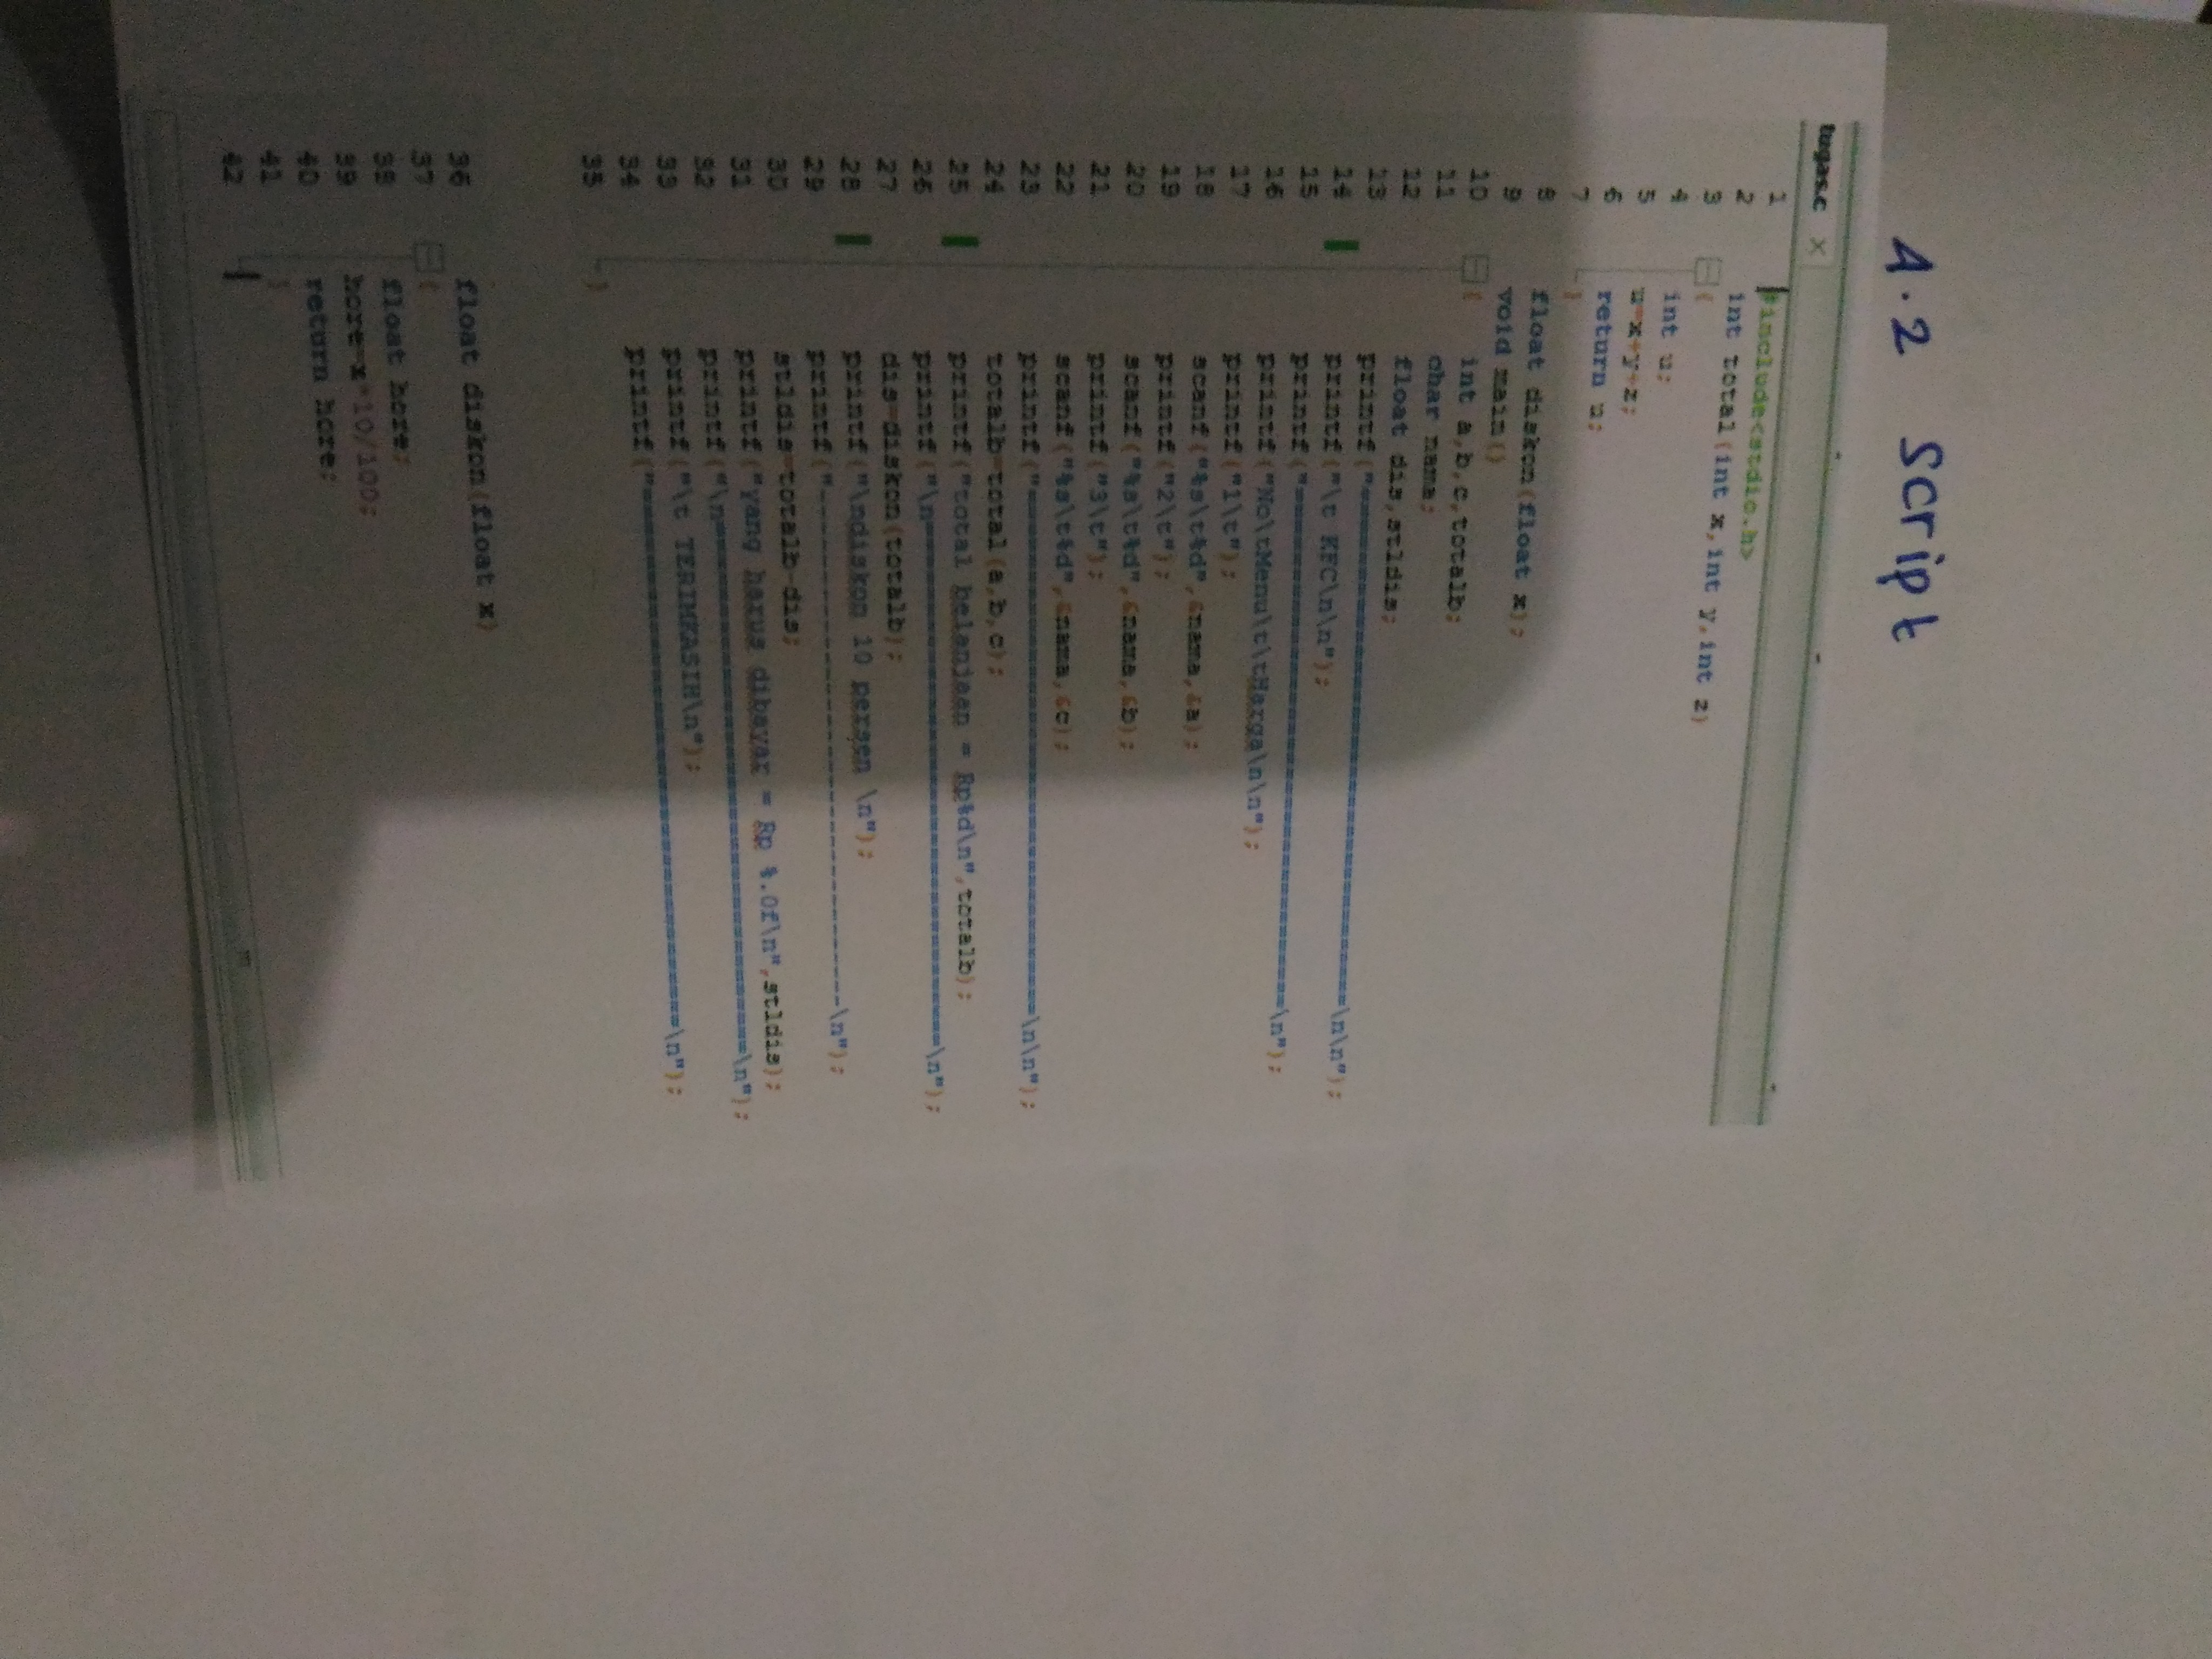 4.2 Script
tugas.c ×
1 #include<stdio.h>
2 int total(int x,int y,int z)
3 {
4 int u;
5 u=x+y+z;
6 return u;
7 }
8 float diskon(float x);
9 void main()
10 { int a,b,c,totalb;
11 char nama;
12 float dis,stldis;
13 printf("==============================\n\n");
14 printf("\t KFC\n\n");
15 printf("==============================\n");
16 printf("No\tMenu\t\tHarga\n\n");
17 printf("1\t");
18 scanf("%s\t%d",&nama,&a);
19 printf("2\t");
20 scanf("%s\t%d",&nama,&b);
21 printf("3\t");
22 scanf("%s\t%d",&nama,&c);
23 printf("==============================\n\n");
24 totalb=total(a,b,c);
25 printf("total belanjaan = Rp%d\n",totalb);
26 printf("\n==============================\n");
27 dis=diskon(totalb);
28 printf("\ndiskon 10 persen \n");
29 printf("------------------------------\n");
30 stldis=totalb-dis;
31 printf("yang harus dibayar = Rp %.0f\n",stldis);
32 printf("\n==============================\n");
33 printf("\t TERIMKASIH\n");
34 printf("==============================\n");
35 }
36 float diskon(float x)
37 {
38 float hore;
39 hore=x*10/100;
40 return hore;
41 }
42